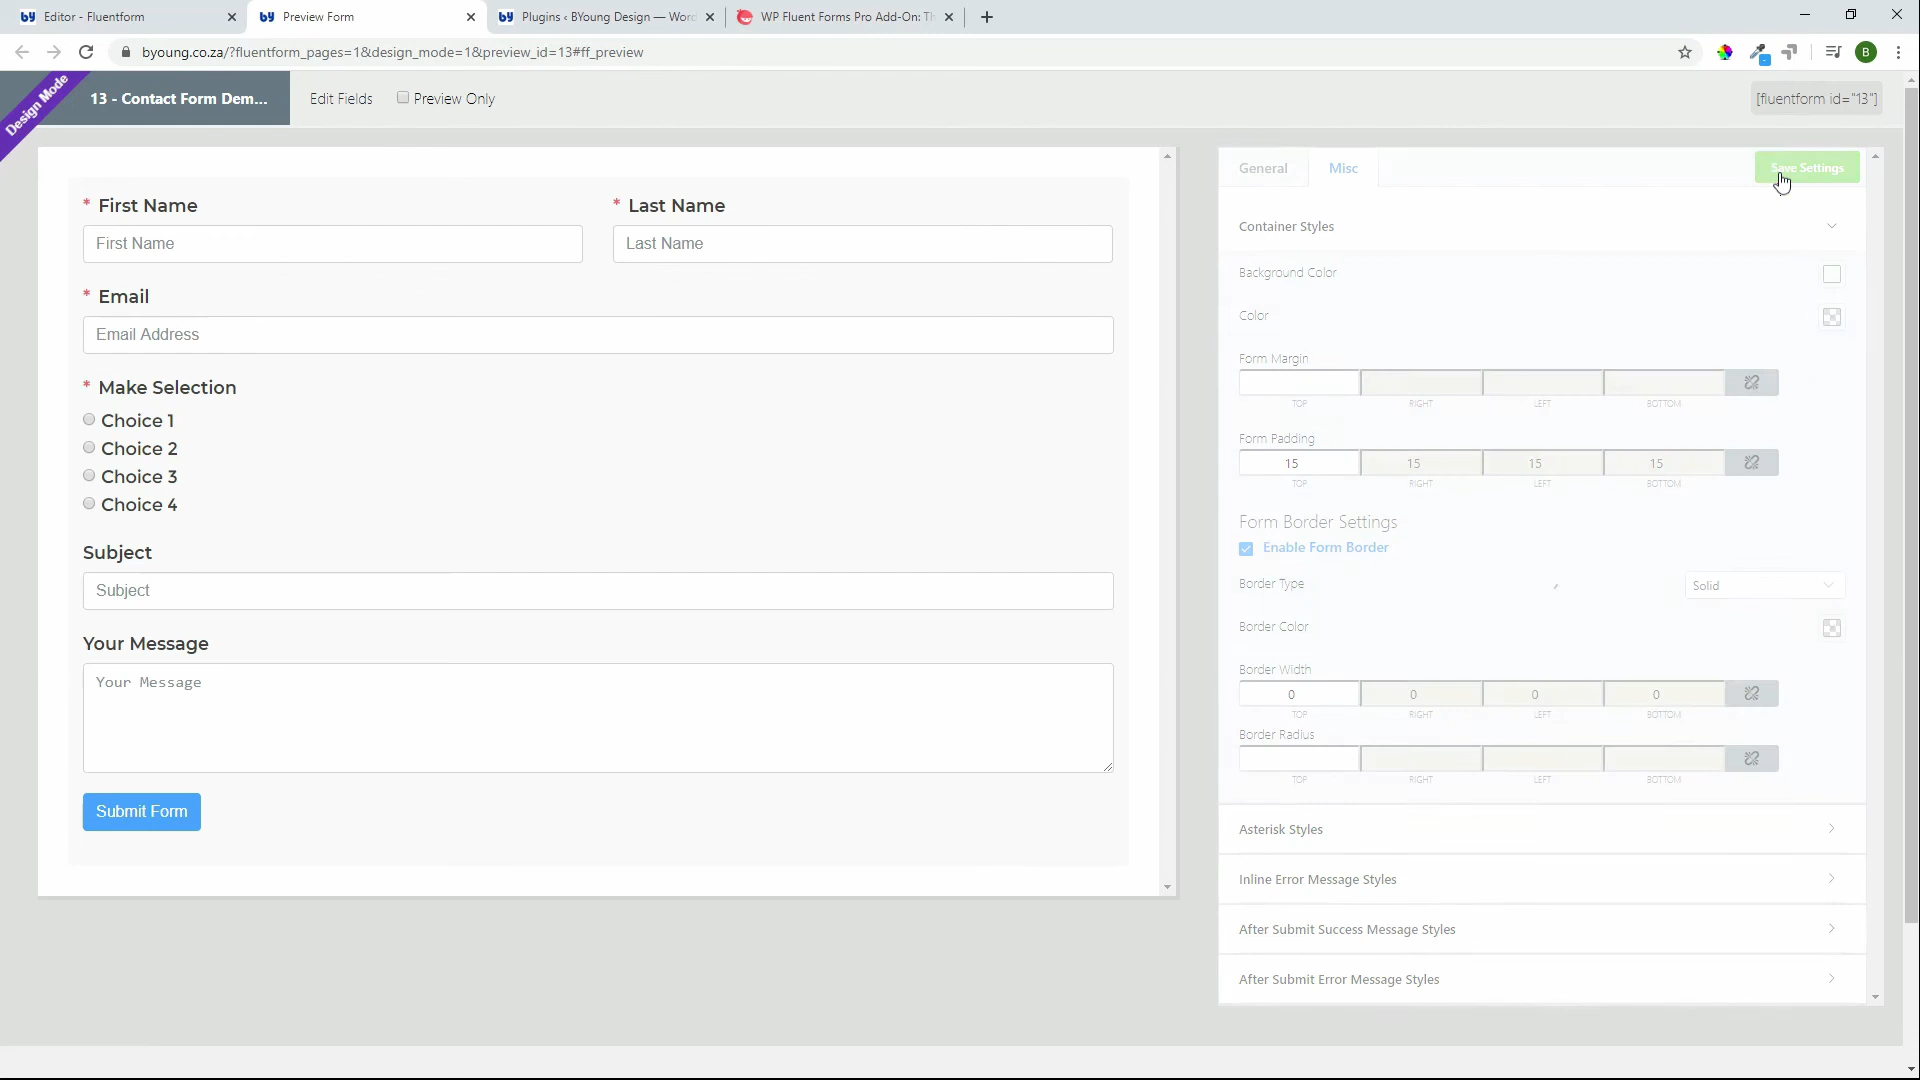 Editor - Fluentform
Preview Form
Plugins ‹ BYoung Design — Word
WP Fluent Forms Pro Add-On: Th
byoung.co.za/?fluentform_pages=1&design_mode=1&preview_id=13#ff_preview
B
Design Mode
13 - Contact Form Dem...
Edit Fields
Preview Only
[fluentform id="13"]
* First Name
* Last Name
First Name
Last Name
* Email
Email Address
* Make Selection
Choice 1
Choice 2
Choice 3
Choice 4
Subject
Subject
Your Message
Your Message
Submit Form
General
Misc
Save Settings
Container Styles
Background Color
Color
Form Margin
TOP RIGHT LEFT BOTTOM
Form Padding
15 15 15 15
TOP RIGHT LEFT BOTTOM
Form Border Settings
Enable Form Border
Border Type
Solid
Border Color
Border Width
0 0 0 0
TOP RIGHT LEFT BOTTOM
Border Radius
TOP RIGHT LEFT BOTTOM
Asterisk Styles
Inline Error Message Styles
After Submit Success Message Styles
After Submit Error Message Styles